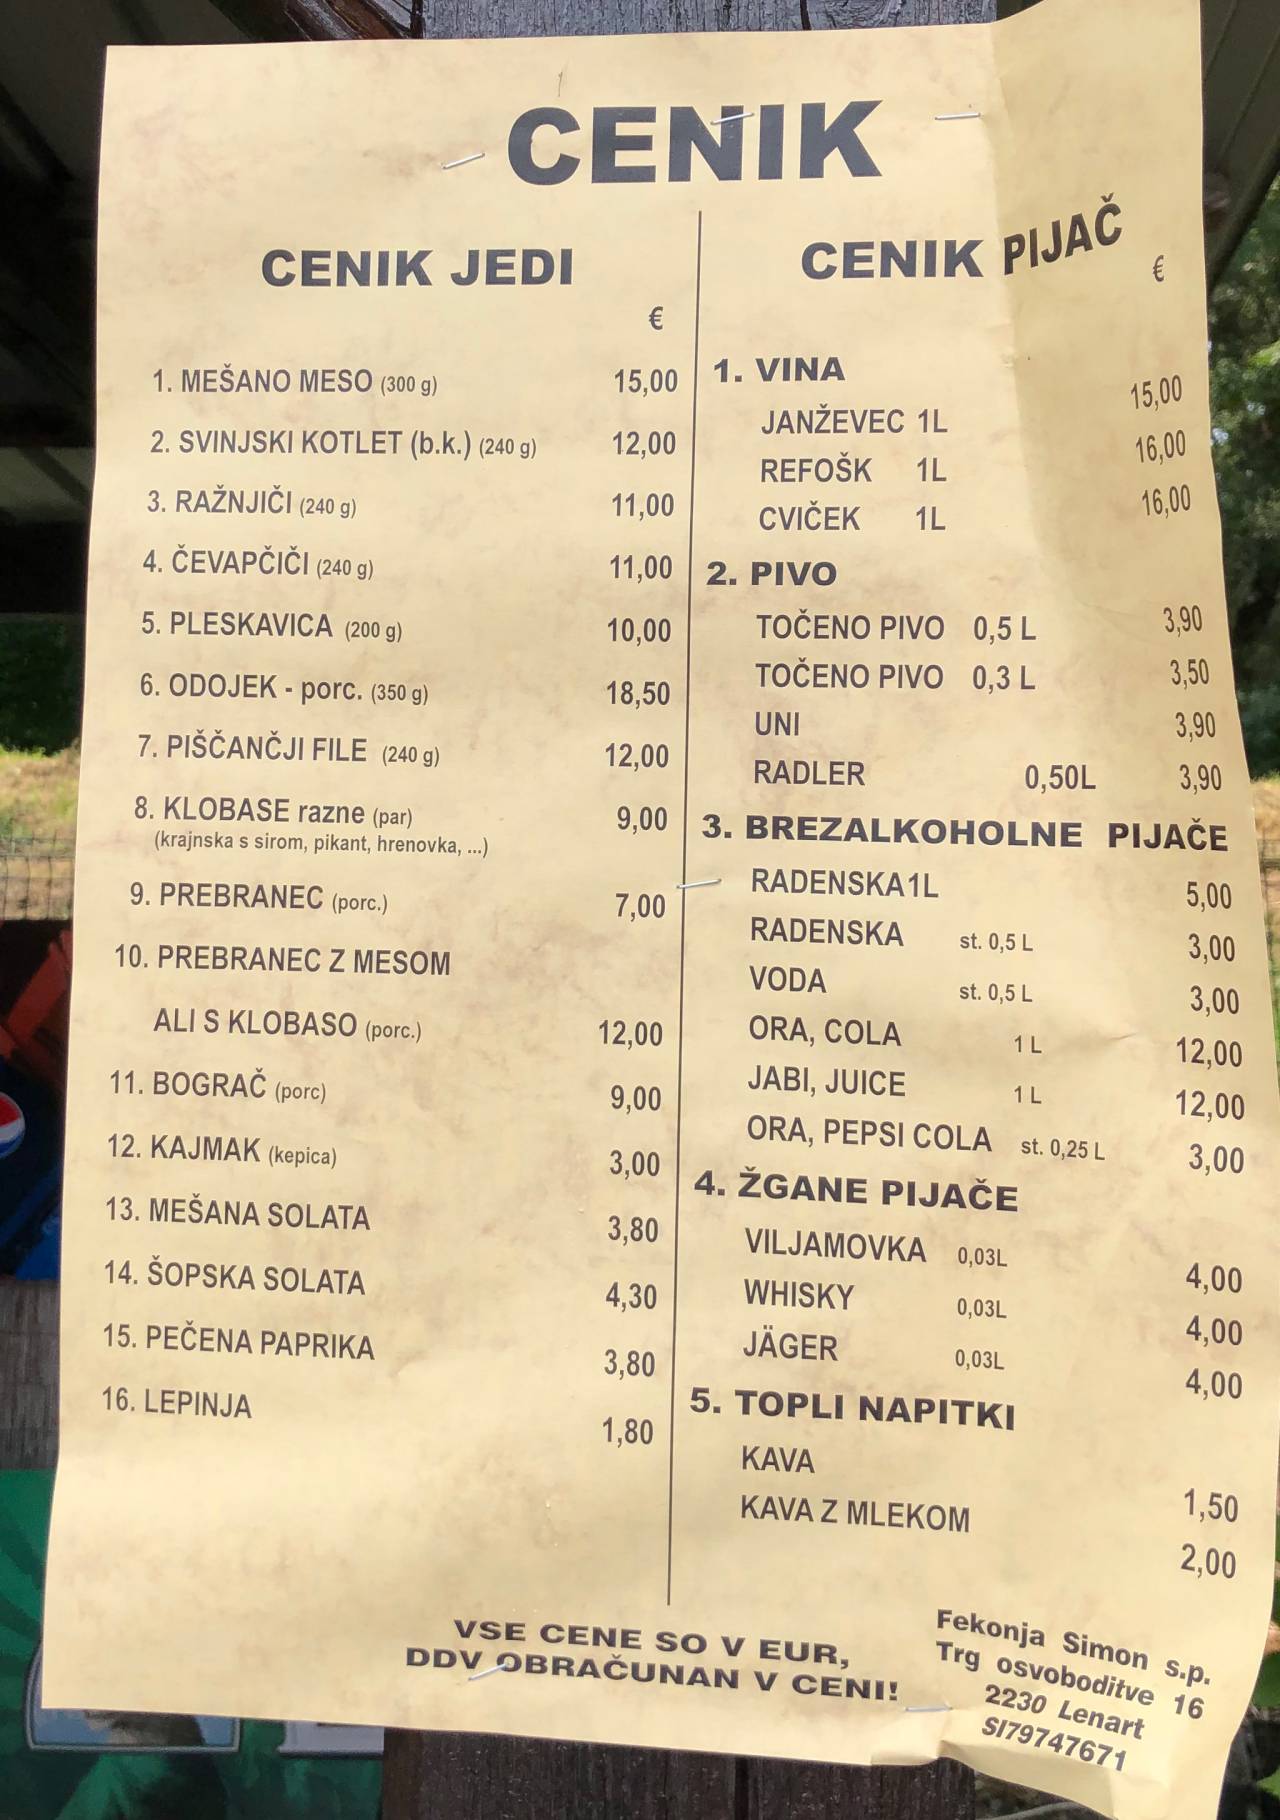 CENIK
CENIK JEDI
€
1. MEŠANO MESO (300 g) 15,00
2. SVINJSKI KOTLET (b.k.) (240 g) 12,00
3. RAŽNJIČI (240 g) 11,00
4. ČEVAPČIČI (240 g) 11,00
5. PLESKAVICA (200 g) 10,00
6. ODOJEK - porc. (350 g) 18,50
7. PIŠČANČJI FILE (240 g) 12,00
8. KLOBASE razne (par) 9,00
(krajnska s sirom, pikant, hrenovka, ...)
9. PREBRANEC (porc.) 7,00
10. PREBRANEC Z MESOM
ALI S KLOBASO (porc.) 12,00
11. BOGRAČ (porc) 9,00
12. KAJMAK (kepica) 3,00
13. MEŠANA SOLATA 3,80
14. ŠOPSKA SOLATA 4,30
15. PEČENA PAPRIKA 3,80
16. LEPINJA 1,80
CENIK PIJAČ
€
1. VINA
JANŽEVEC 1L 15,00
REFOŠK 1L 16,00
CVIČEK 1L 16,00
2. PIVO
TOČENO PIVO 0,5 L 3,90
TOČENO PIVO 0,3 L 3,50
UNI 3,90
RADLER 0,50L 3,90
3. BREZALKOHOLNE PIJAČE
RADENSKA1L 5,00
RADENSKA st. 0,5 L 3,00
VODA st. 0,5 L 3,00
ORA, COLA 1 L 12,00
JABI, JUICE 1 L 12,00
ORA, PEPSI COLA st. 0,25 L 3,00
4. ŽGANE PIJAČE
VILJAMOVKA 0,03L 4,00
WHISKY 0,03L 4,00
JÄGER 0,03L 4,00
5. TOPLI NAPITKI
KAVA 1,50
KAVA Z MLEKOM 2,00
VSE CENE SO V EUR,
DDV OBRAČUNAN V CENI!
Fekonja Simon s.p.
Trg osvoboditve 16
2230 Lenart
SI79747671